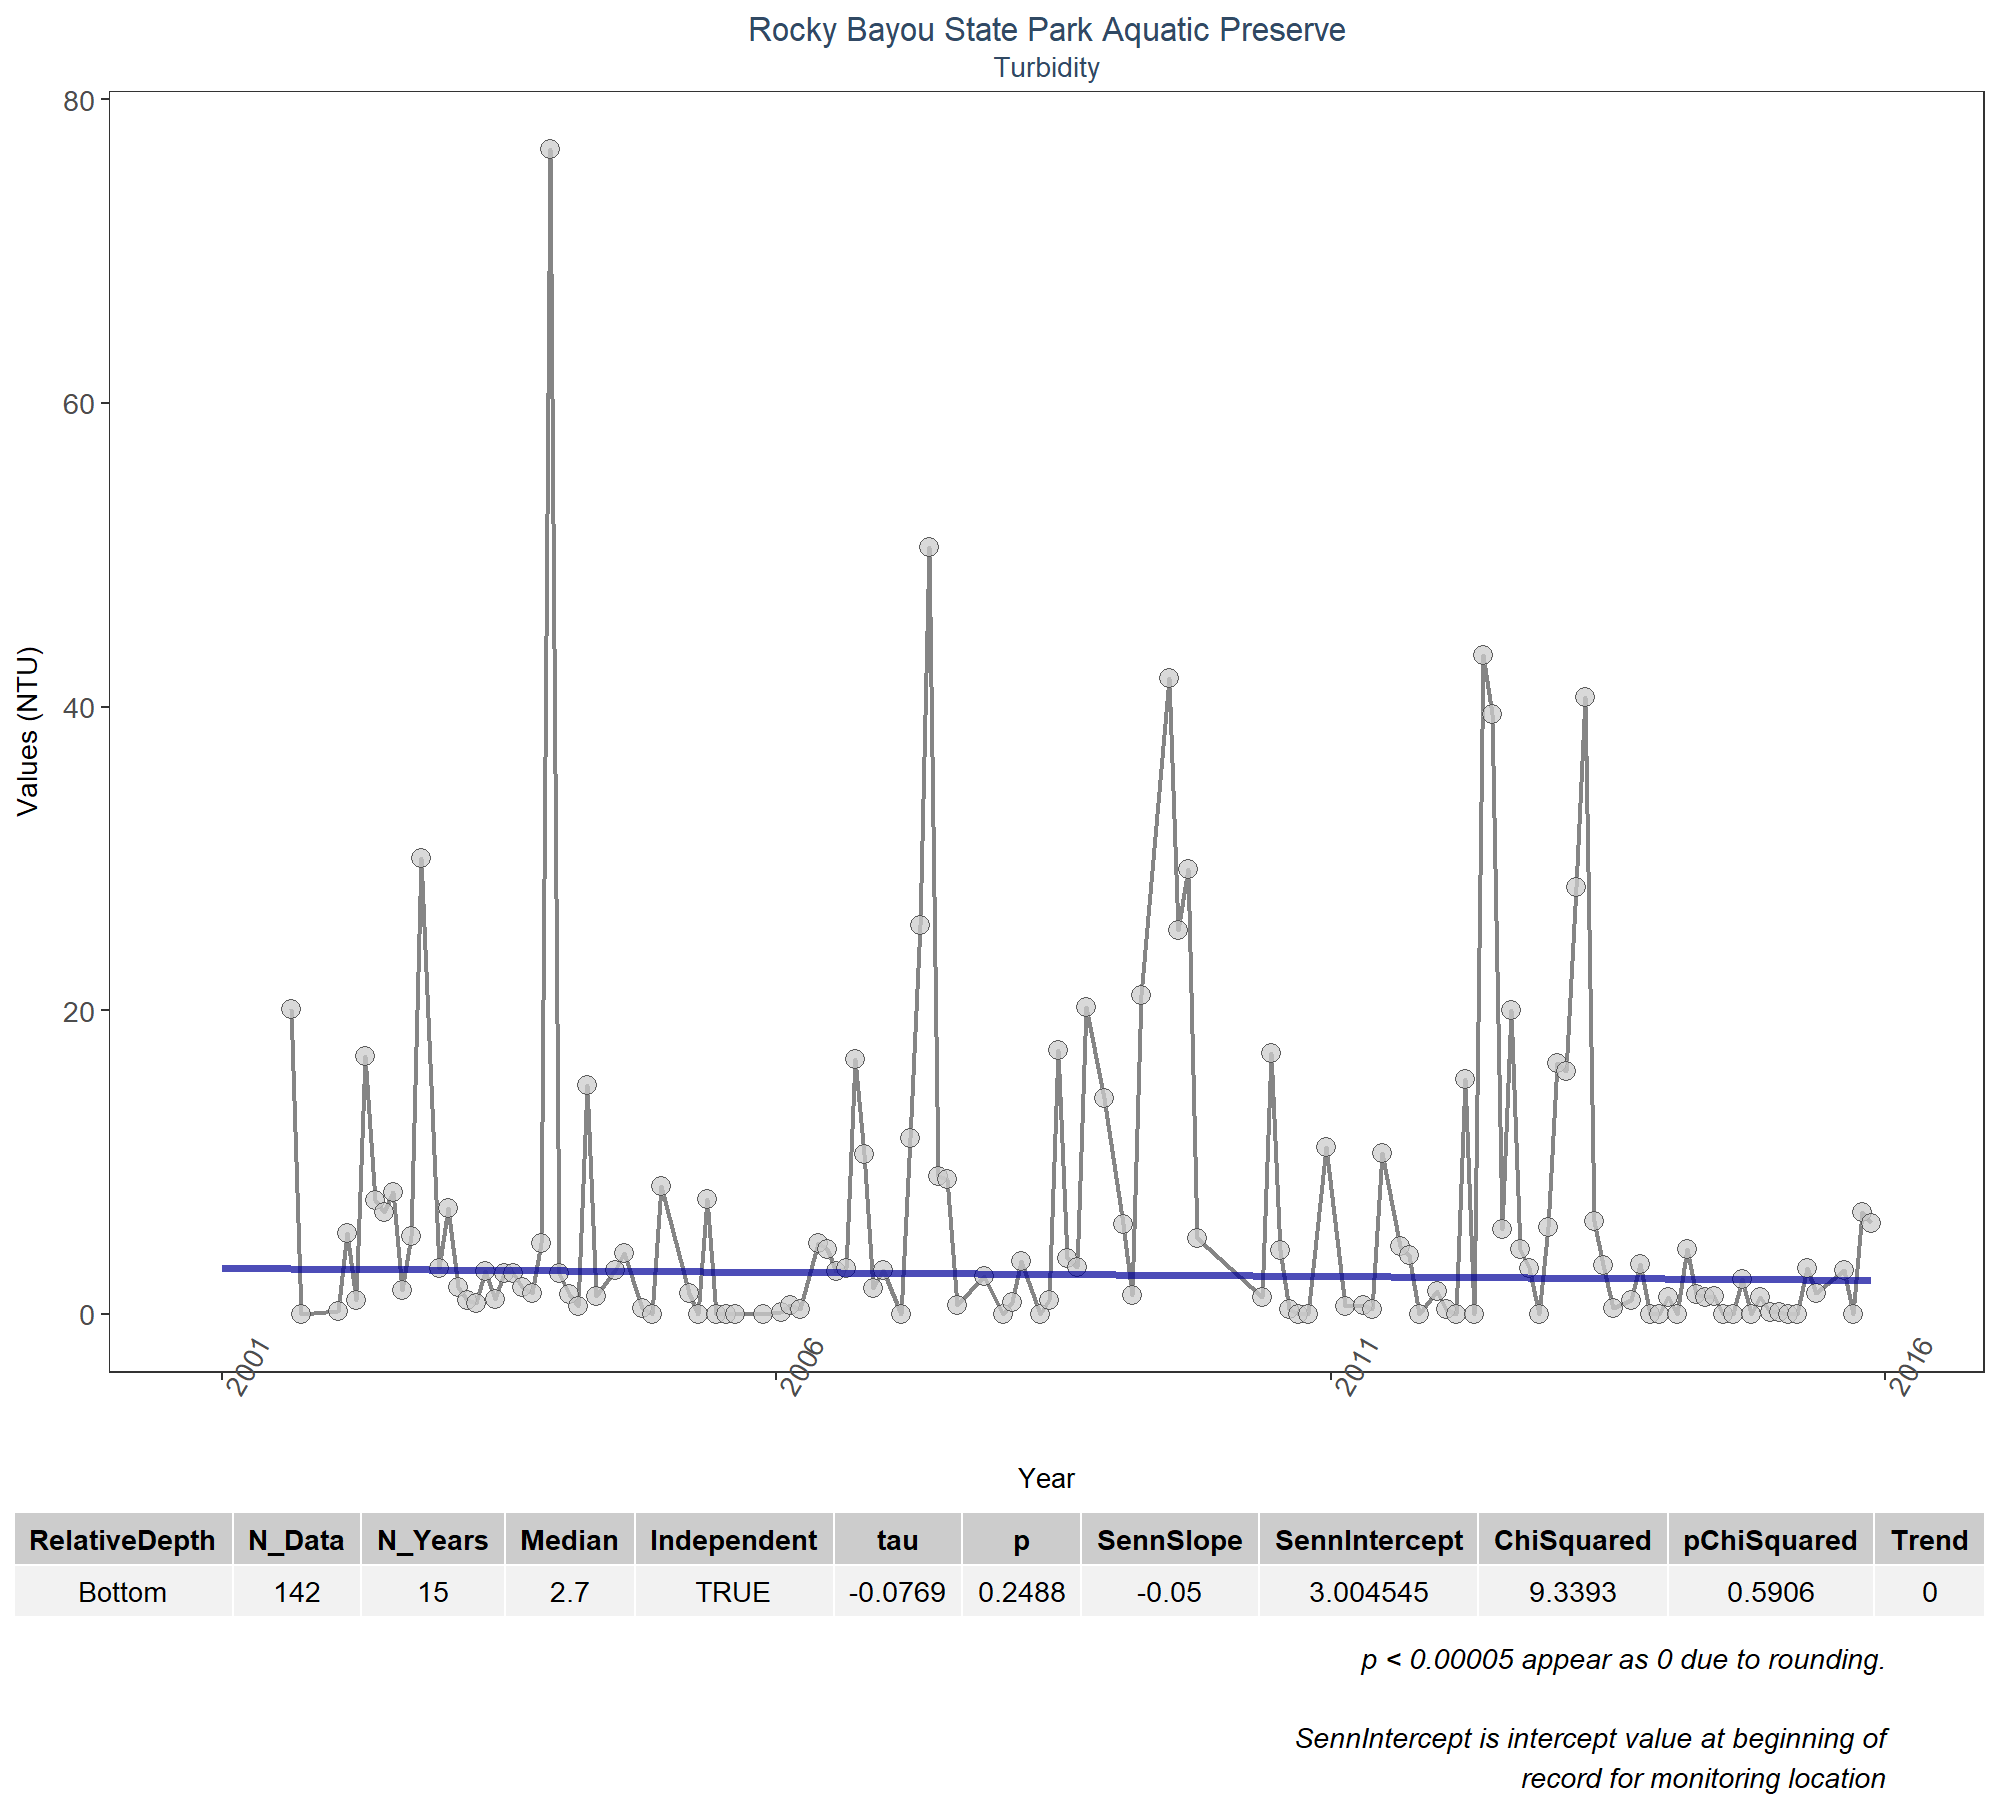 Rocky Bayou State Park Aquatic Preserve
Turbidity
80
60
40
20
0
Values (NTU)
2001
2006
2011
2016
Year
RelativeDepth N_Data N_Years Median Independent tau p SennSlope SennIntercept ChiSquared pChiSquared Trend
Bottom 142 15 2.7 TRUE -0.0769 0.2488 -0.05 3.004545 9.3393 0.5906 0
p < 0.00005 appear as 0 due to rounding.
SennIntercept is intercept value at beginning of
record for monitoring location